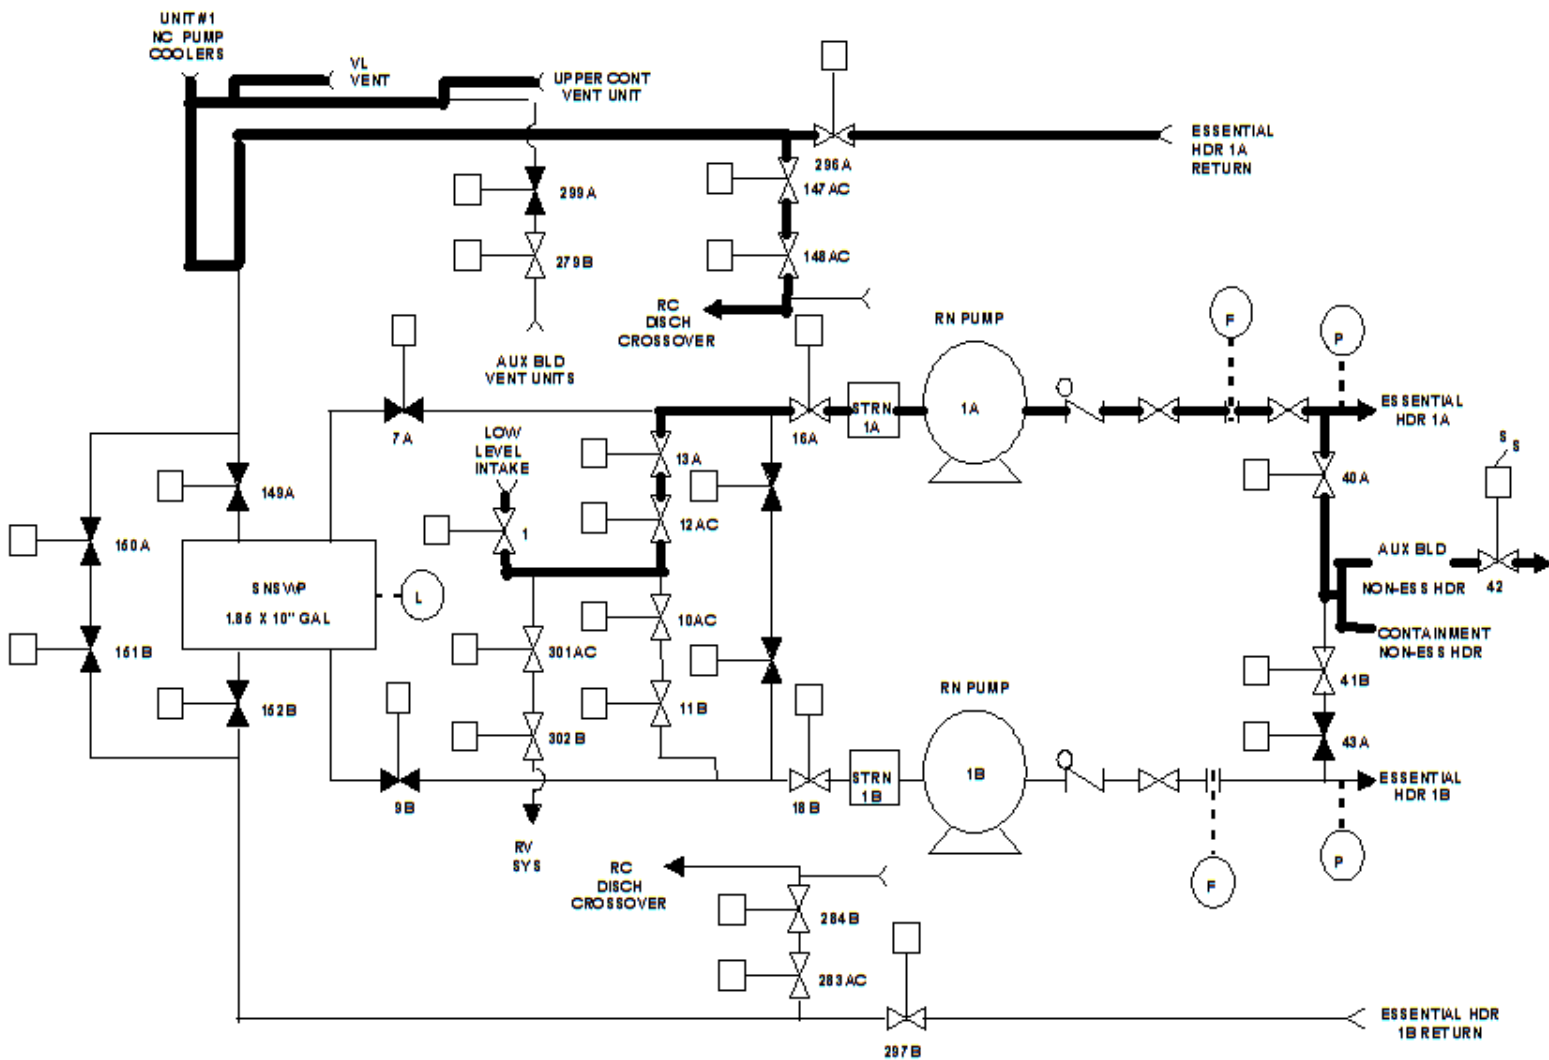 UNIT#1
NC PUMP
COOLERS
VL
VENT
UPPER CONT
VENT UNIT
ESSENTIAL
HDR 1A
RETURN
296A
147AC
299A
279B
148AC
RC
DISCH
CROSSOVER
RN PUMP
F
P
AUX BLD
VENT UNITS
7A
16A
STRN
1A
1A
ESSENTIAL
HDR 1A
LOW
LEVEL
INTAKE
13A
40A
S
S
149A
12AC
1
150A
AUX BLD
NON-ESS HDR
42
SNSWP
1.85 X 10" GAL
L
10AC
CONTAINMENT
NON-ESS HDR
151B
301AC
41B
152B
11B
RN PUMP
302B
43A
9B
18B
STRN
1B
1B
ESSENTIAL
HDR 1B
RV
SYS
RC
DISCH
CROSSOVER
F
P
284B
283AC
297B
ESSENTIAL HDR
1B RETURN